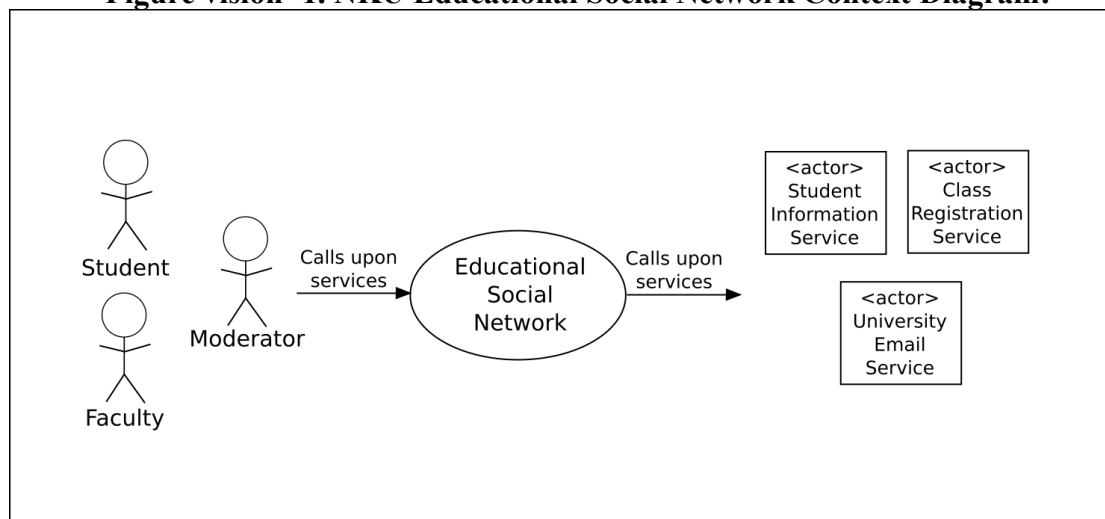 Figure vision -1. NKU Educational Social Network Context Diagram.
Student
Faculty
Moderator
Calls upon
services
Educational
Social
Network
Calls upon
services
<actor>
Student
Information
Service
<actor>
Class
Registration
Service
<actor>
University
Email
Service